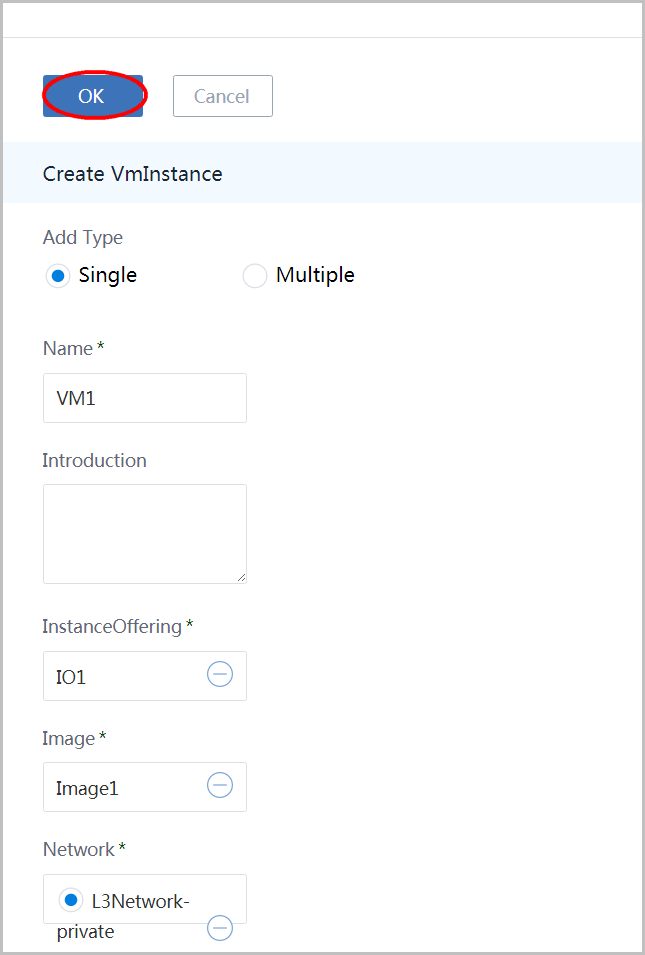 OK Cancel
Create VmInstance
Add Type
Single Multiple
Name *
VM1
Introduction
InstanceOffering *
IO1
Image *
Image1
Network *
L3Network-
private